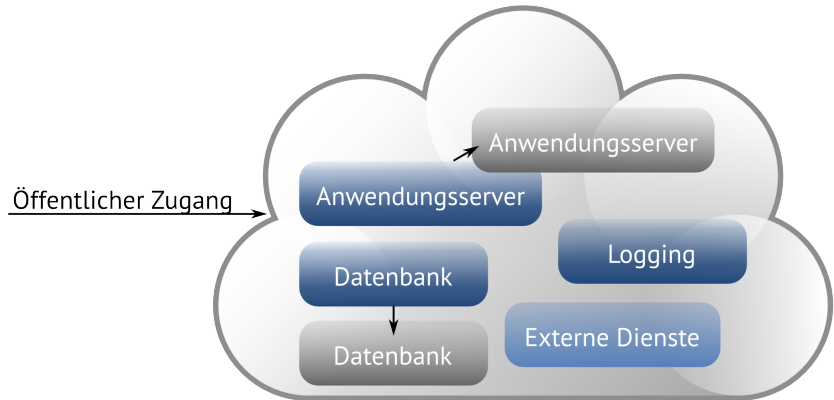 Anwendungsserver
Öffentlicher Zugang
Anwendungsserver
Logging
Datenbank
Externe Dienste
Datenbank